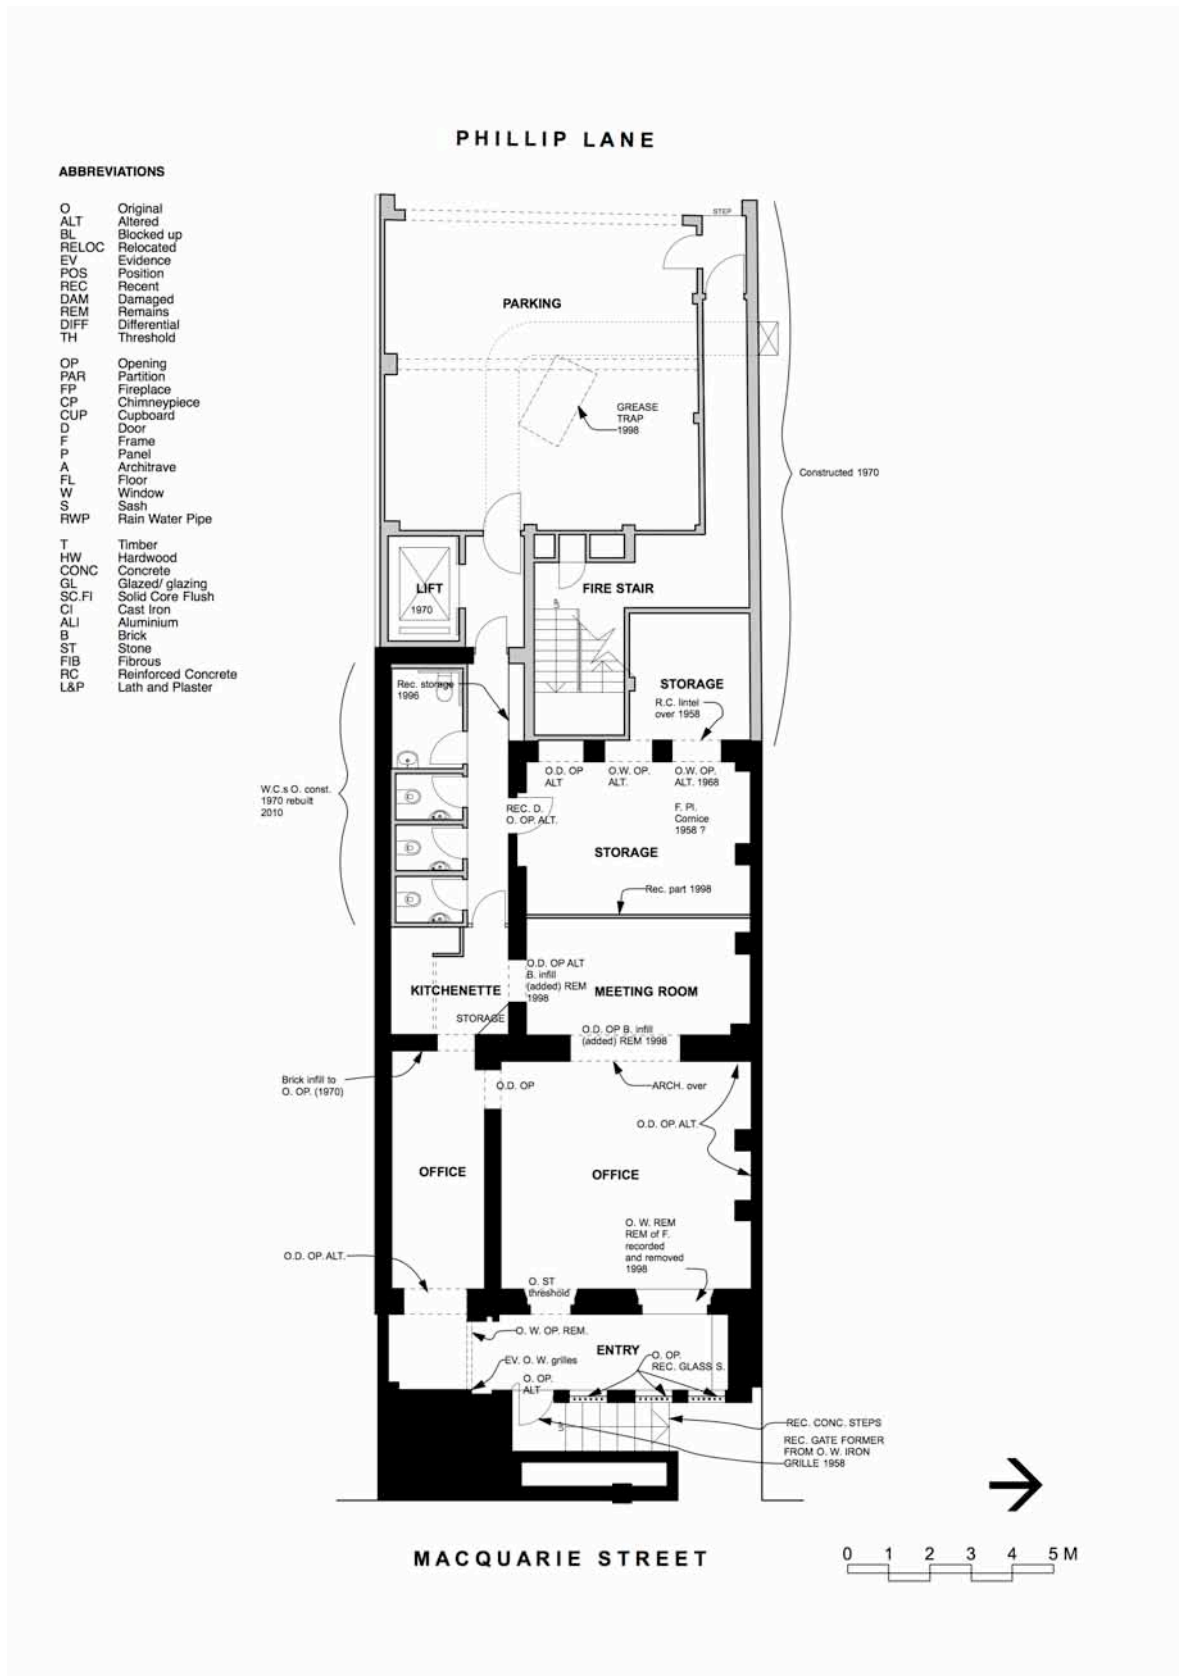 PHILLIP LANE
ABBREVIATIONS
O Original
ALT Altered
BL Blocked up
RELOC Relocated
EV Evidence
POS Position
REC Recent
DAM Damaged
REM Remains
DIFF Differential
TH Threshold
OP Opening
PAR Partition
FP Fireplace
CP Chimneypiece
CUP Cupboard
D Door
F Frame
P Panel
A Architrave
FL Floor
W Window
S Sash
RWP Rain Water Pipe
T Timber
HW Hardwood
CONC Concrete
GL Glazed/ glazing
SC.Fl Solid Core Flush
CI Cast Iron
ALI Aluminium
B Brick
ST Stone
FIB Fibrous
RC Reinforced Concrete
L&P Lath and Plaster
STEP
PARKING
GREASE
TRAP
1998
Constructed 1970
LIFT
1970
FIRE STAIR
UP
Rec. storage
1996
STORAGE
R.C. lintel
over 1958
W.C.s O. const.
1970 rebuilt
2010
O.D. OP
ALT
O.W. OP.
ALT.
O.W. OP.
ALT. 1968
REC. D.
O. OP. ALT.
F. Pl.
Cornice
1958 ?
STORAGE
Rec. part 1998
O.D. OP ALT
B. infill
(added) REM
1998
KITCHENETTE
MEETING ROOM
STORAGE
O.D. OP B. infill
(added) REM 1998
Brick infill to
O. OP. (1970)
O.D. OP
ARCH. over
O.D. OP. ALT.
OFFICE
OFFICE
O. W. REM
REM of F.
recorded
and removed
1998
O.D. OP. ALT.
O. ST
threshold
O. W. OP. REM.
ENTRY
EV. O. W. grilles
O. OP.
REC. GLASS S.
O. OP.
ALT
UP
REC. CONC. STEPS
REC. GATE FORMER
FROM O. W. IRON
GRILLE 1958
MACQUARIE STREET
0 1 2 3 4 5 M